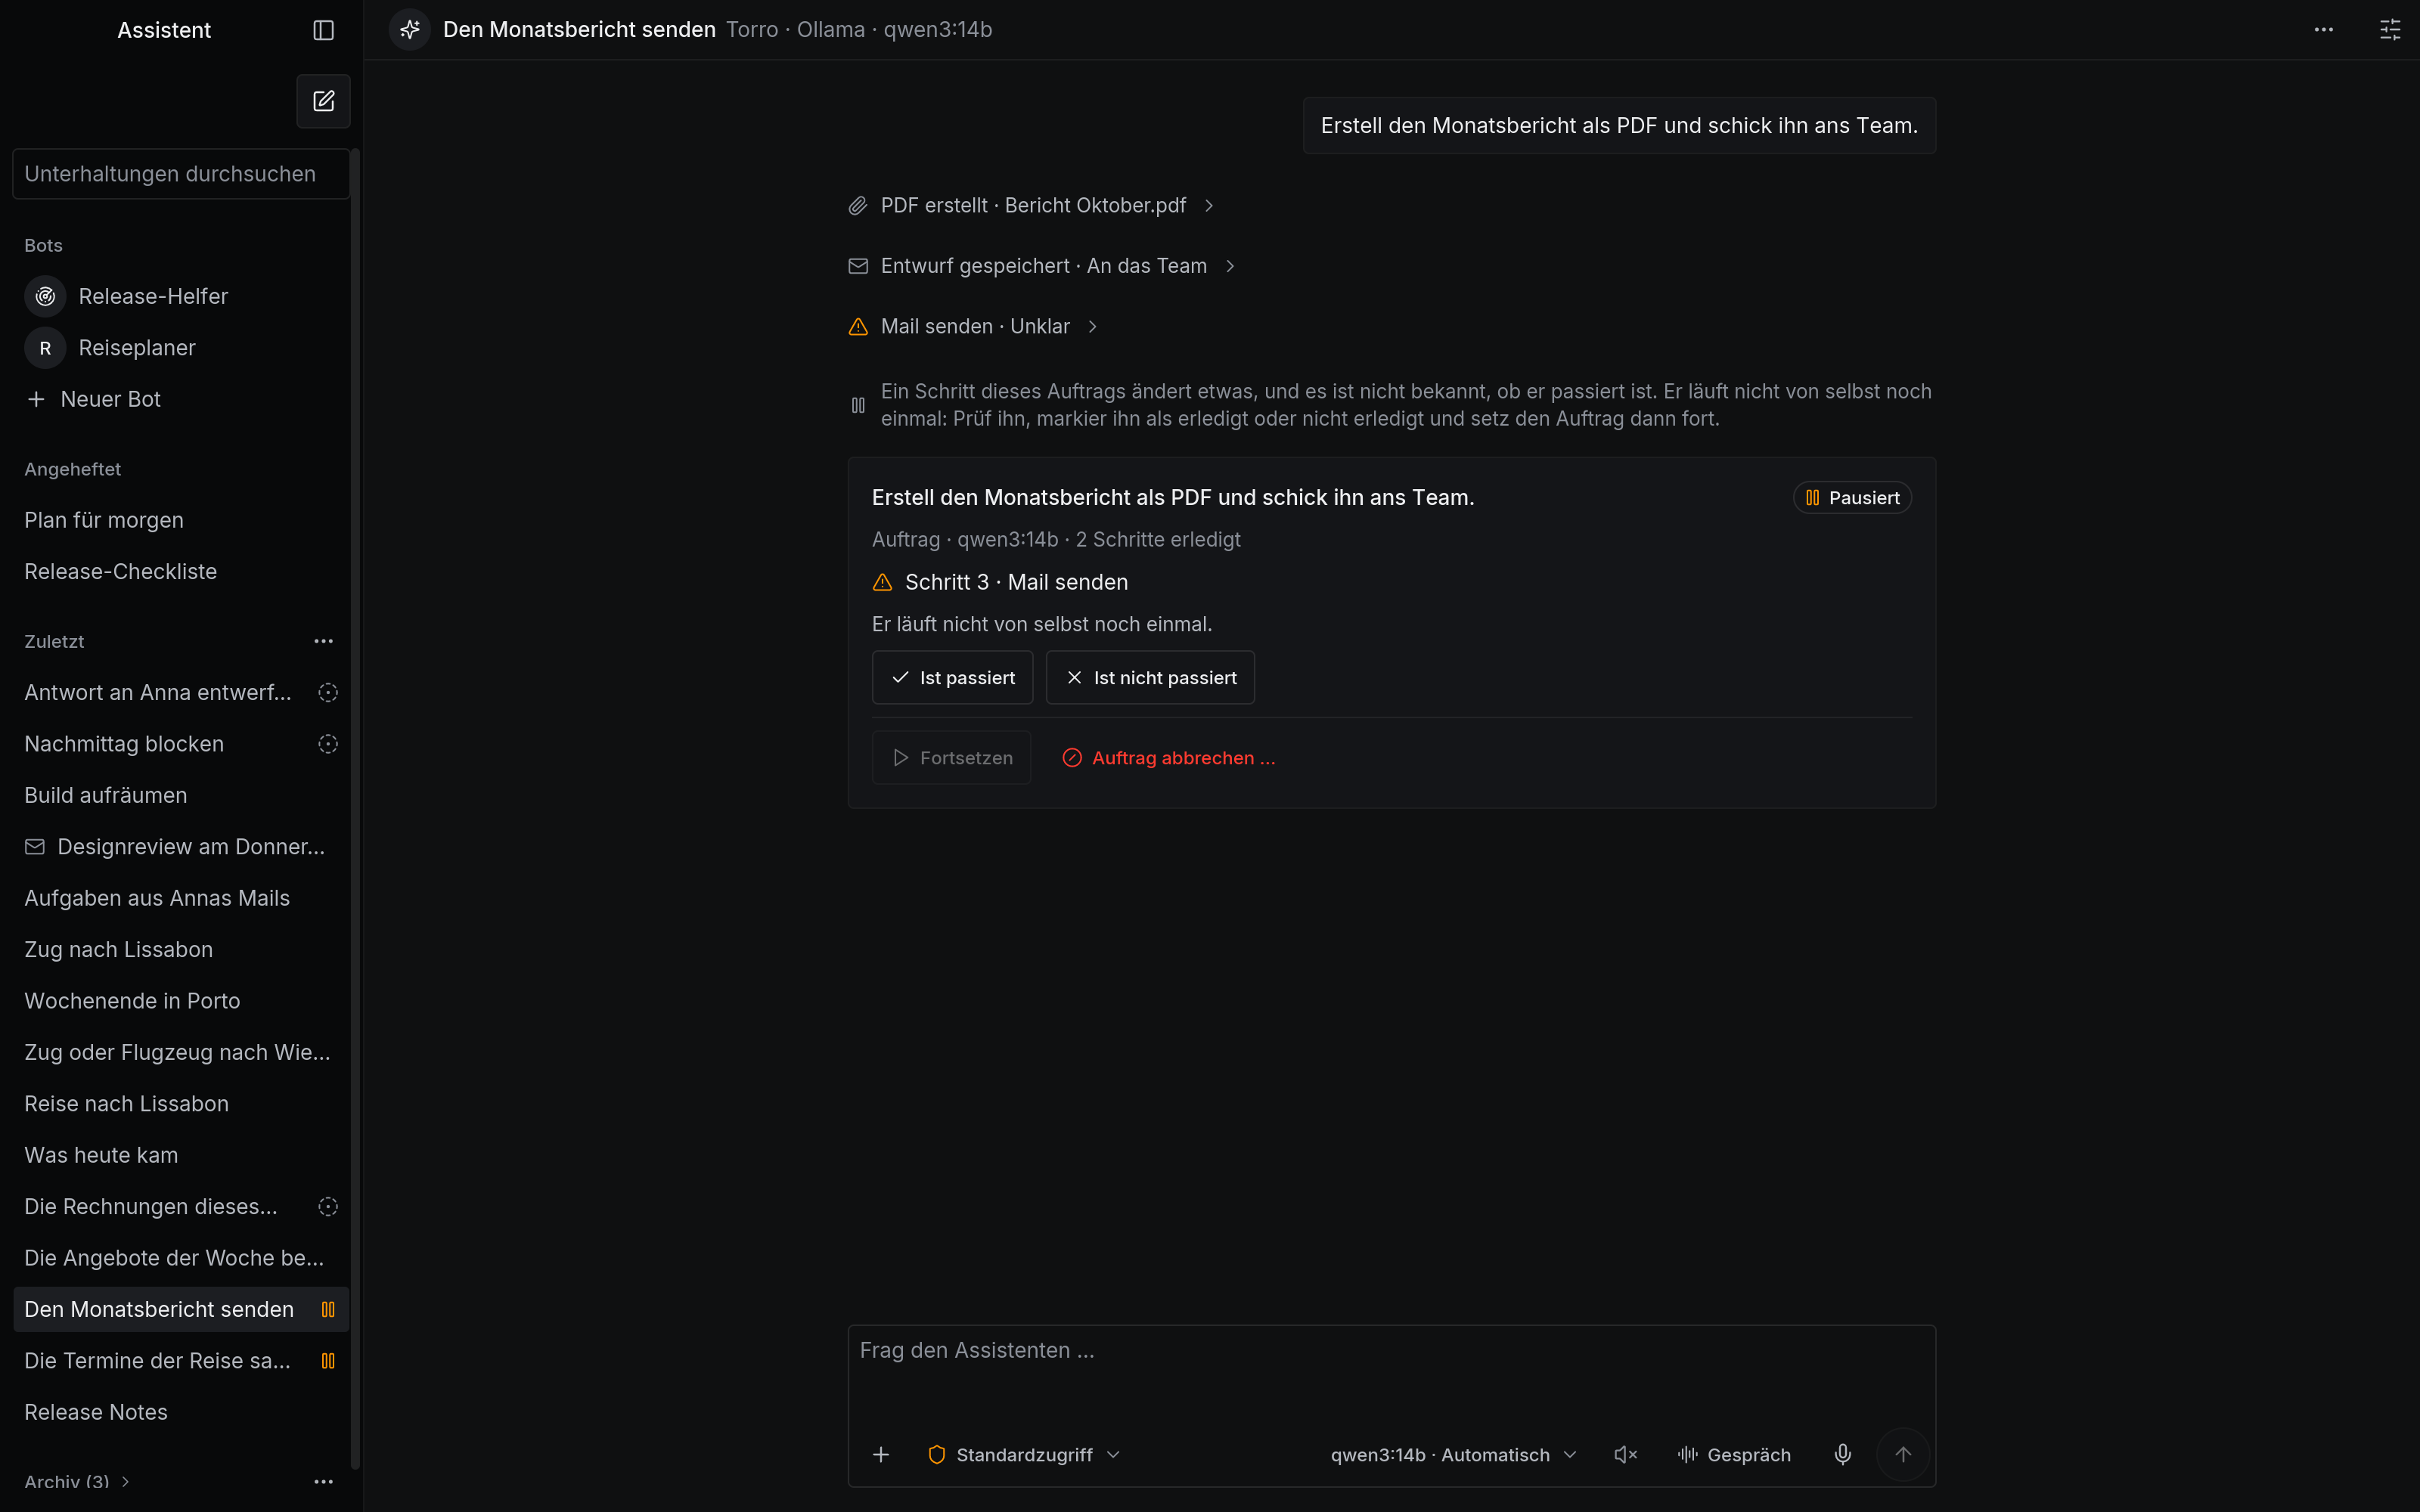 Assistent
Unterhaltungen durchsuchen
Bots
Release-Helfer
R
Reiseplaner
Neuer Bot
Angeheftet
Plan für morgen
Release-Checkliste
Zuletzt
Antwort an Anna entwerf...
Nachmittag blocken
Build aufräumen
Designreview am Donner...
Aufgaben aus Annas Mails
Zug nach Lissabon
Wochenende in Porto
Zug oder Flugzeug nach Wie...
Reise nach Lissabon
Was heute kam
Die Rechnungen dieses...
Die Angebote der Woche be...
Den Monatsbericht senden
Die Termine der Reise sa...
Release Notes
Archiv (3)
Den Monatsbericht senden Torro · Ollama · qwen3:14b
Erstell den Monatsbericht als PDF und schick ihn ans Team.
PDF erstellt · Bericht Oktober.pdf
Entwurf gespeichert · An das Team
Mail senden · Unklar
Ein Schritt dieses Auftrags ändert etwas, und es ist nicht bekannt, ob er passiert ist. Er läuft nicht von selbst noch
einmal: Prüf ihn, markier ihn als erledigt oder nicht erledigt und setz den Auftrag dann fort.
Erstell den Monatsbericht als PDF und schick ihn ans Team.
Pausiert
Auftrag · qwen3:14b · 2 Schritte erledigt
Schritt 3 · Mail senden
Er läuft nicht von selbst noch einmal.
Ist passiert
Ist nicht passiert
Fortsetzen
Auftrag abbrechen ...
Frag den Assistenten ...
Standardzugriff
qwen3:14b · Automatisch
Gespräch